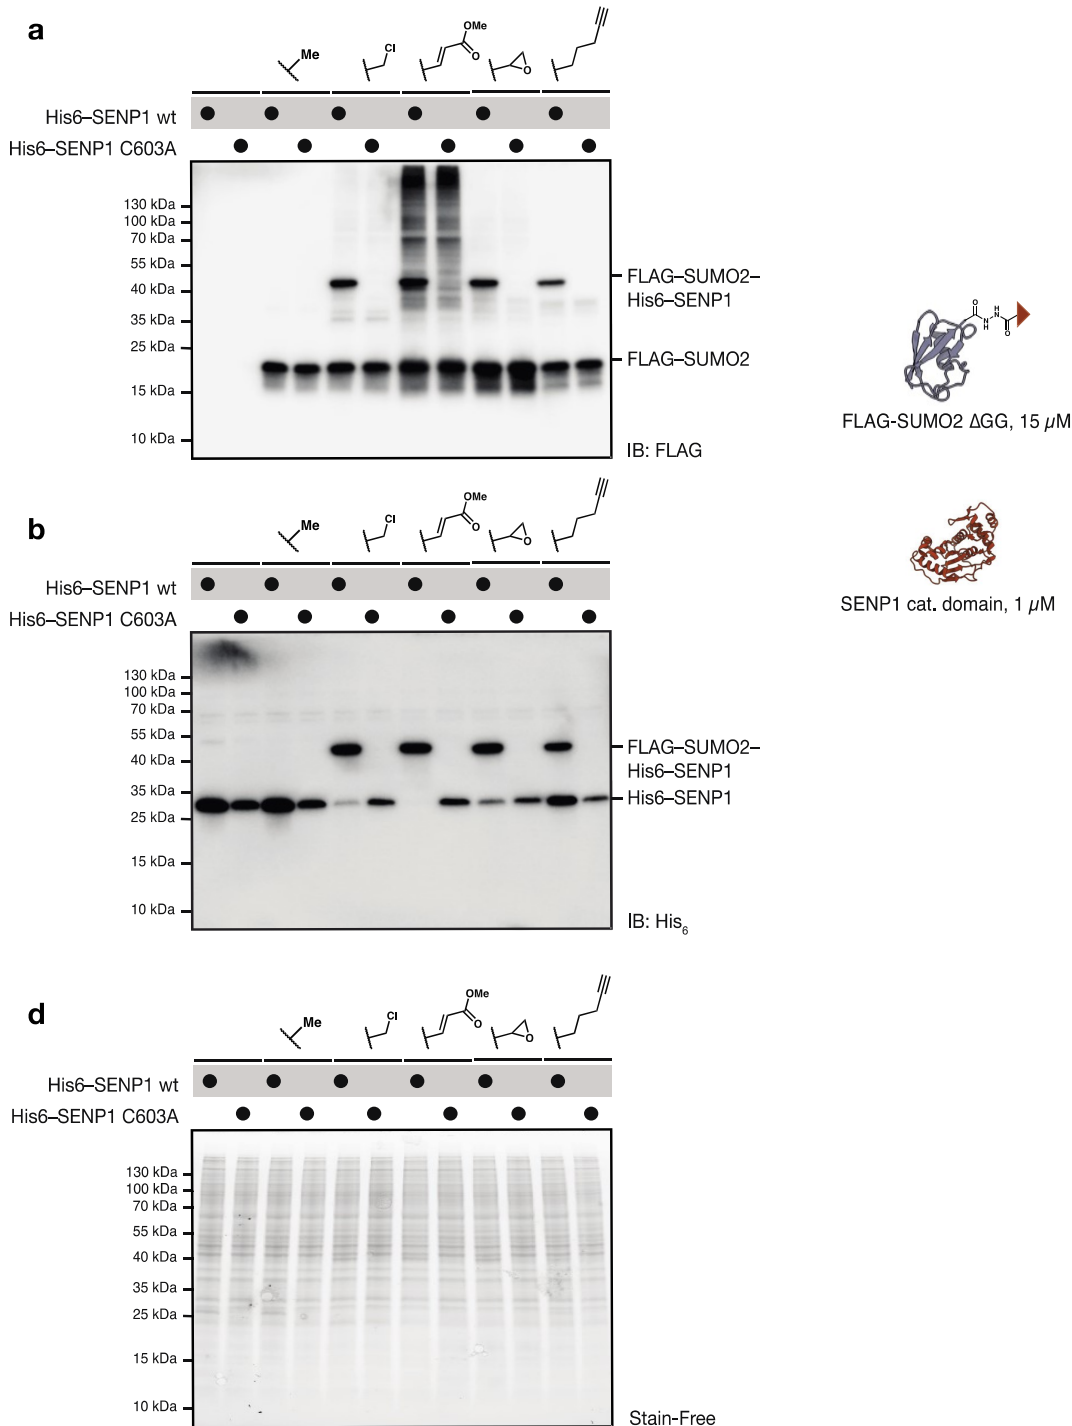 a
Me
Cl
OMe
O
O
His6–SENP1 wt
His6–SENP1 C603A
130 kDa
100 kDa
70 kDa
55 kDa
40 kDa
35 kDa
25 kDa
15 kDa
10 kDa
FLAG–SUMO2–
His6–SENP1
FLAG–SUMO2
IB: FLAG
O
H
N
N
H
O
FLAG-SUMO2 ΔGG, 15 µM
SENP1 cat. domain, 1 µM
b
Me
Cl
OMe
O
O
His6–SENP1 wt
His6–SENP1 C603A
130 kDa
100 kDa
70 kDa
55 kDa
40 kDa
35 kDa
25 kDa
15 kDa
10 kDa
FLAG–SUMO2–
His6–SENP1
His6–SENP1
IB: His₆
d
Me
Cl
OMe
O
O
His6–SENP1 wt
His6–SENP1 C603A
130 kDa
100 kDa
70 kDa
55 kDa
40 kDa
35 kDa
25 kDa
15 kDa
10 kDa
Stain-Free